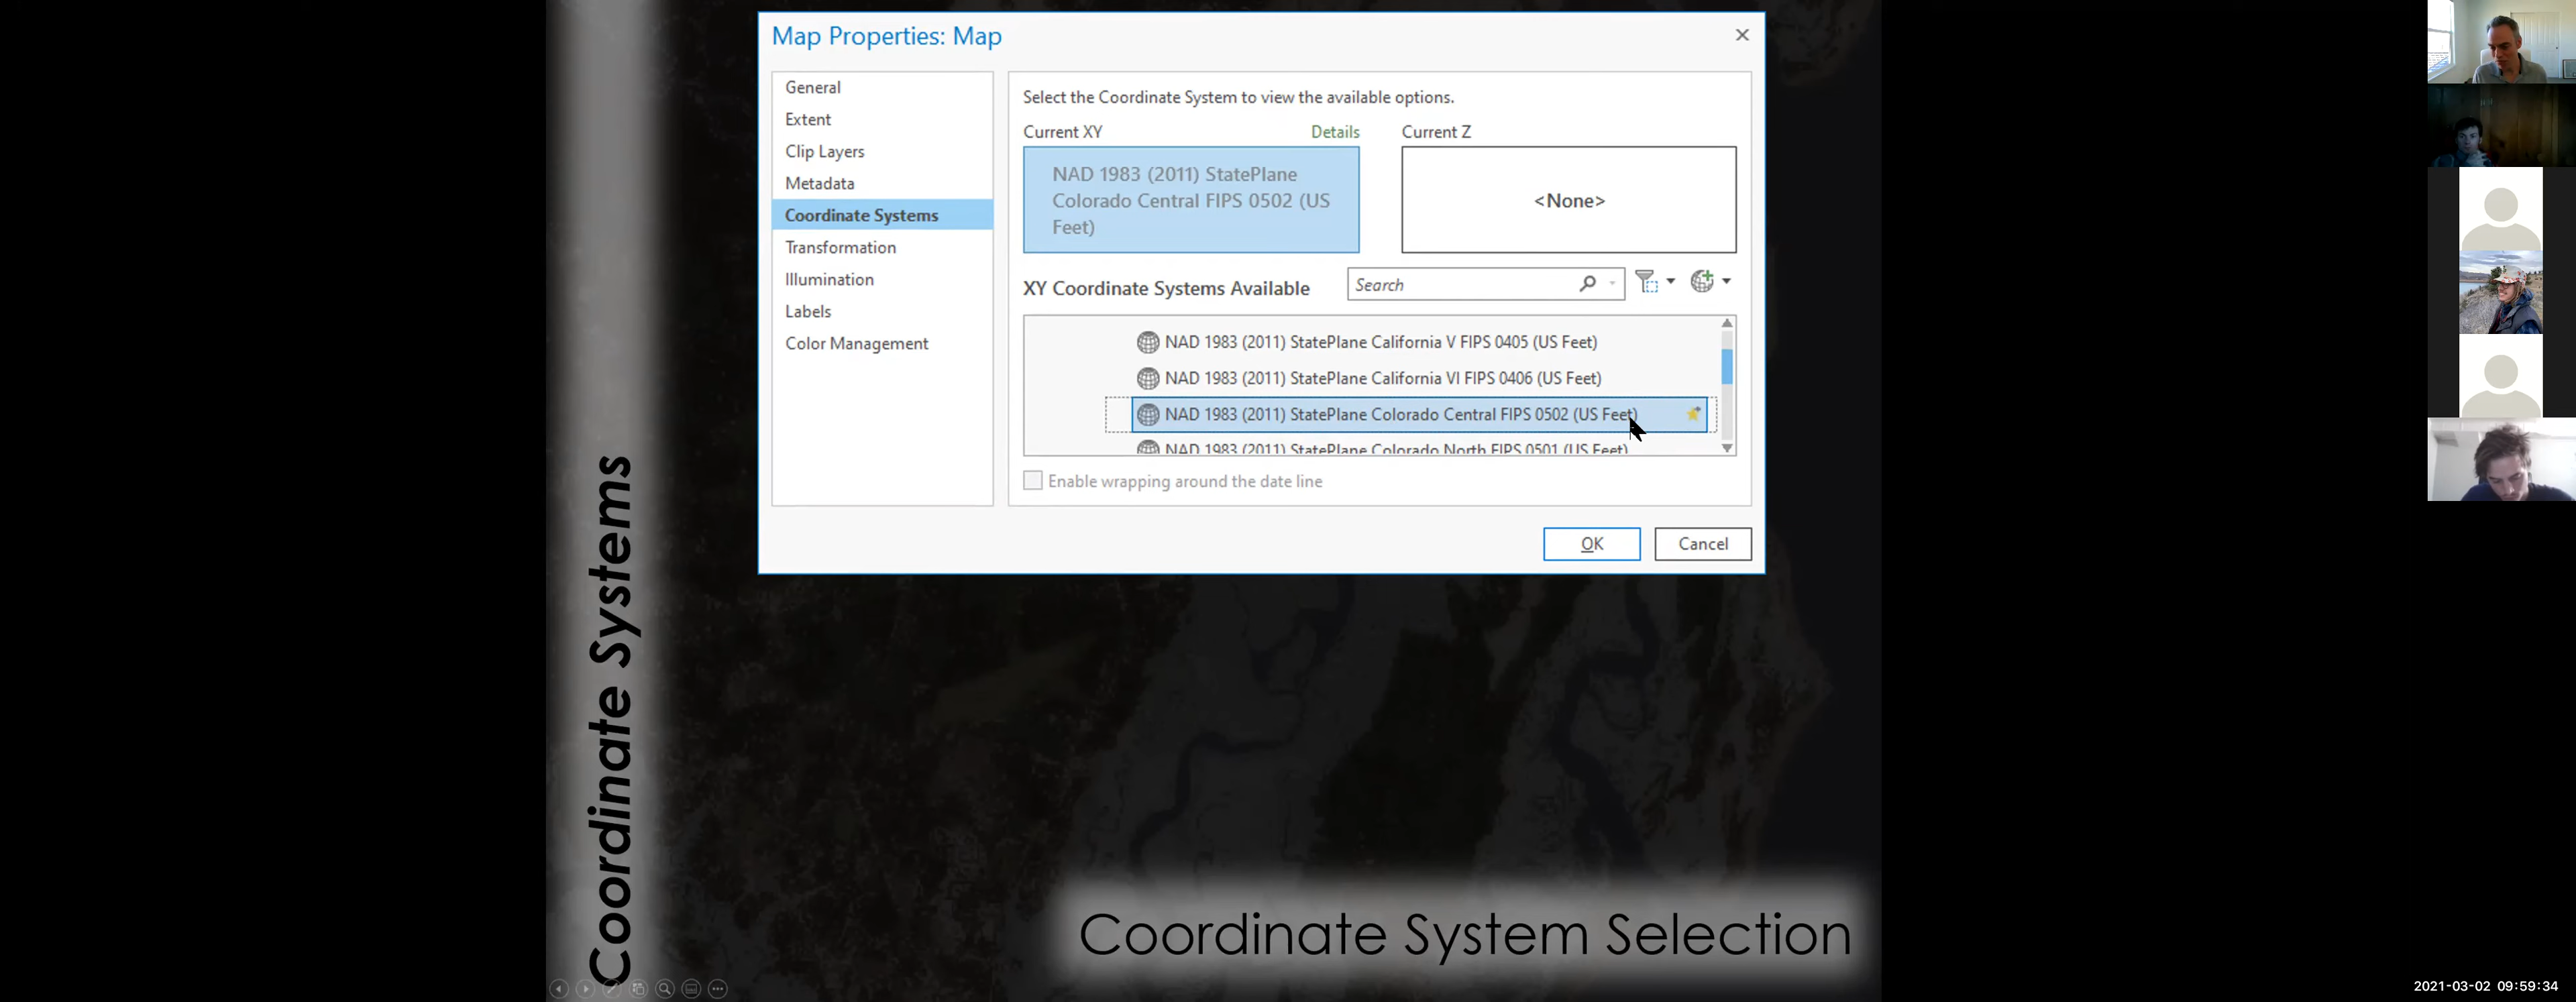 Map Properties: Map
General
Extent
Clip Layers
Metadata
Coordinate Systems
Transformation
Illumination
Labels
Color Management
Select the Coordinate System to view the available options.
Current XY
Details
Current Z
NAD 1983 (2011) StatePlane
Colorado Central FIPS 0502 (US
Feet)
<None>
XY Coordinate Systems Available
Search
NAD 1983 (2011) StatePlane California V FIPS 0405 (US Feet)
NAD 1983 (2011) StatePlane California VI FIPS 0406 (US Feet)
NAD 1983 (2011) StatePlane Colorado Central FIPS 0502 (US Feet)
NAD 1983 (2011) StatePlane Colorado North FIPS 0501 (US Feet)
Enable wrapping around the date line
OK
Cancel
Coordinate Systems
Coordinate System Selection
2021-03-02 09:59:34